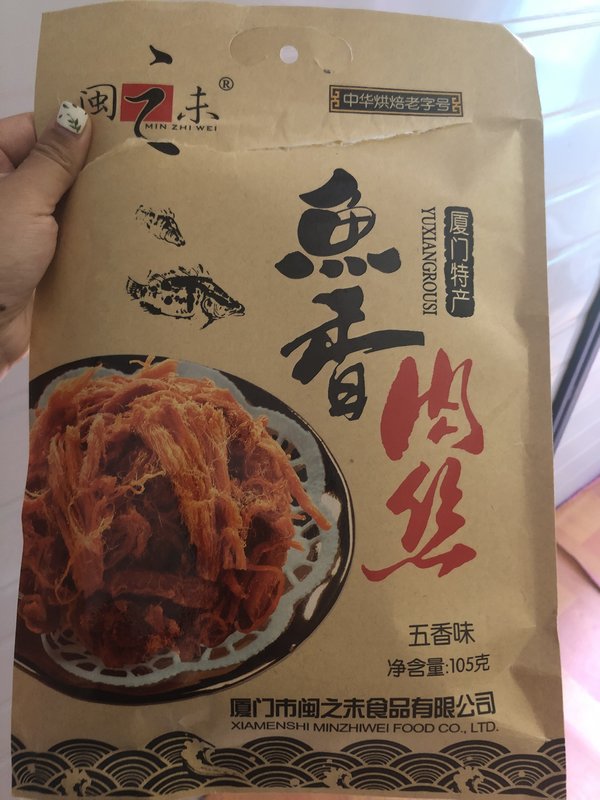 闽之未®
MIN ZHI WEI
中华烘焙老字号
魚香
肉丝
YUXIANGROUSI
厦门特产
五香味
净含量:105克
厦门市闽之未食品有限公司
XIAMENSHI MINZHIWEI FOOD CO., LTD.